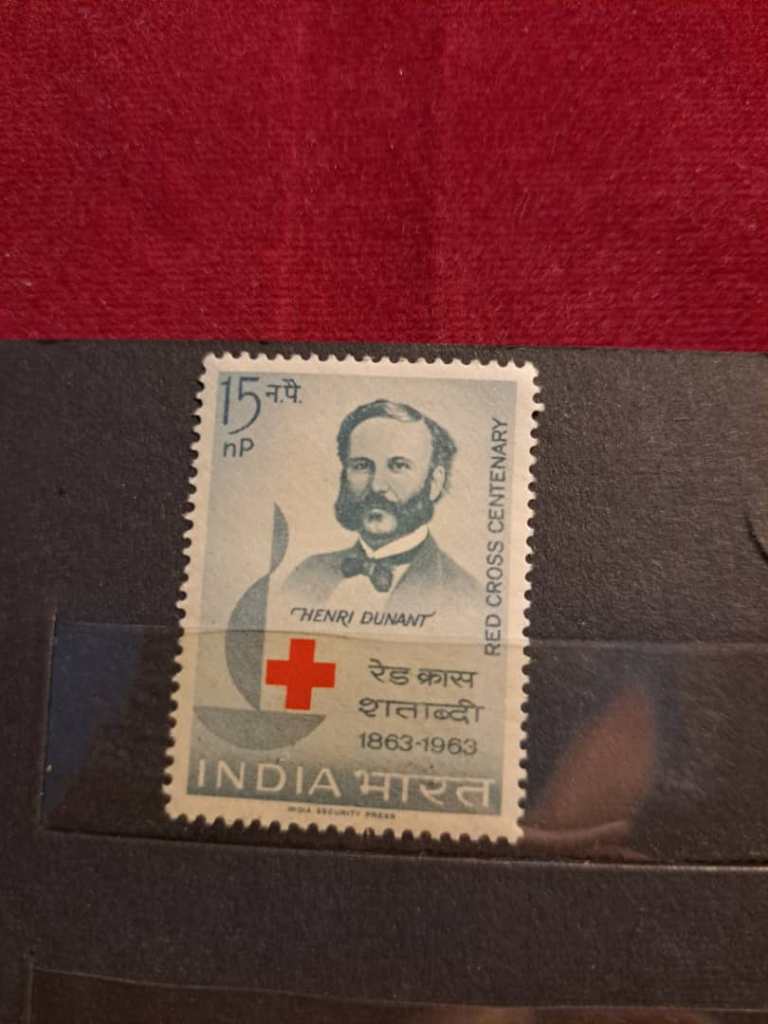 15 न.पै.
nP
RED CROSS CENTENARY
HENRI DUNANT
रेड क्रास
शताब्दी
1863-1963
INDIA भारत
INDIA SECURITY PRESS